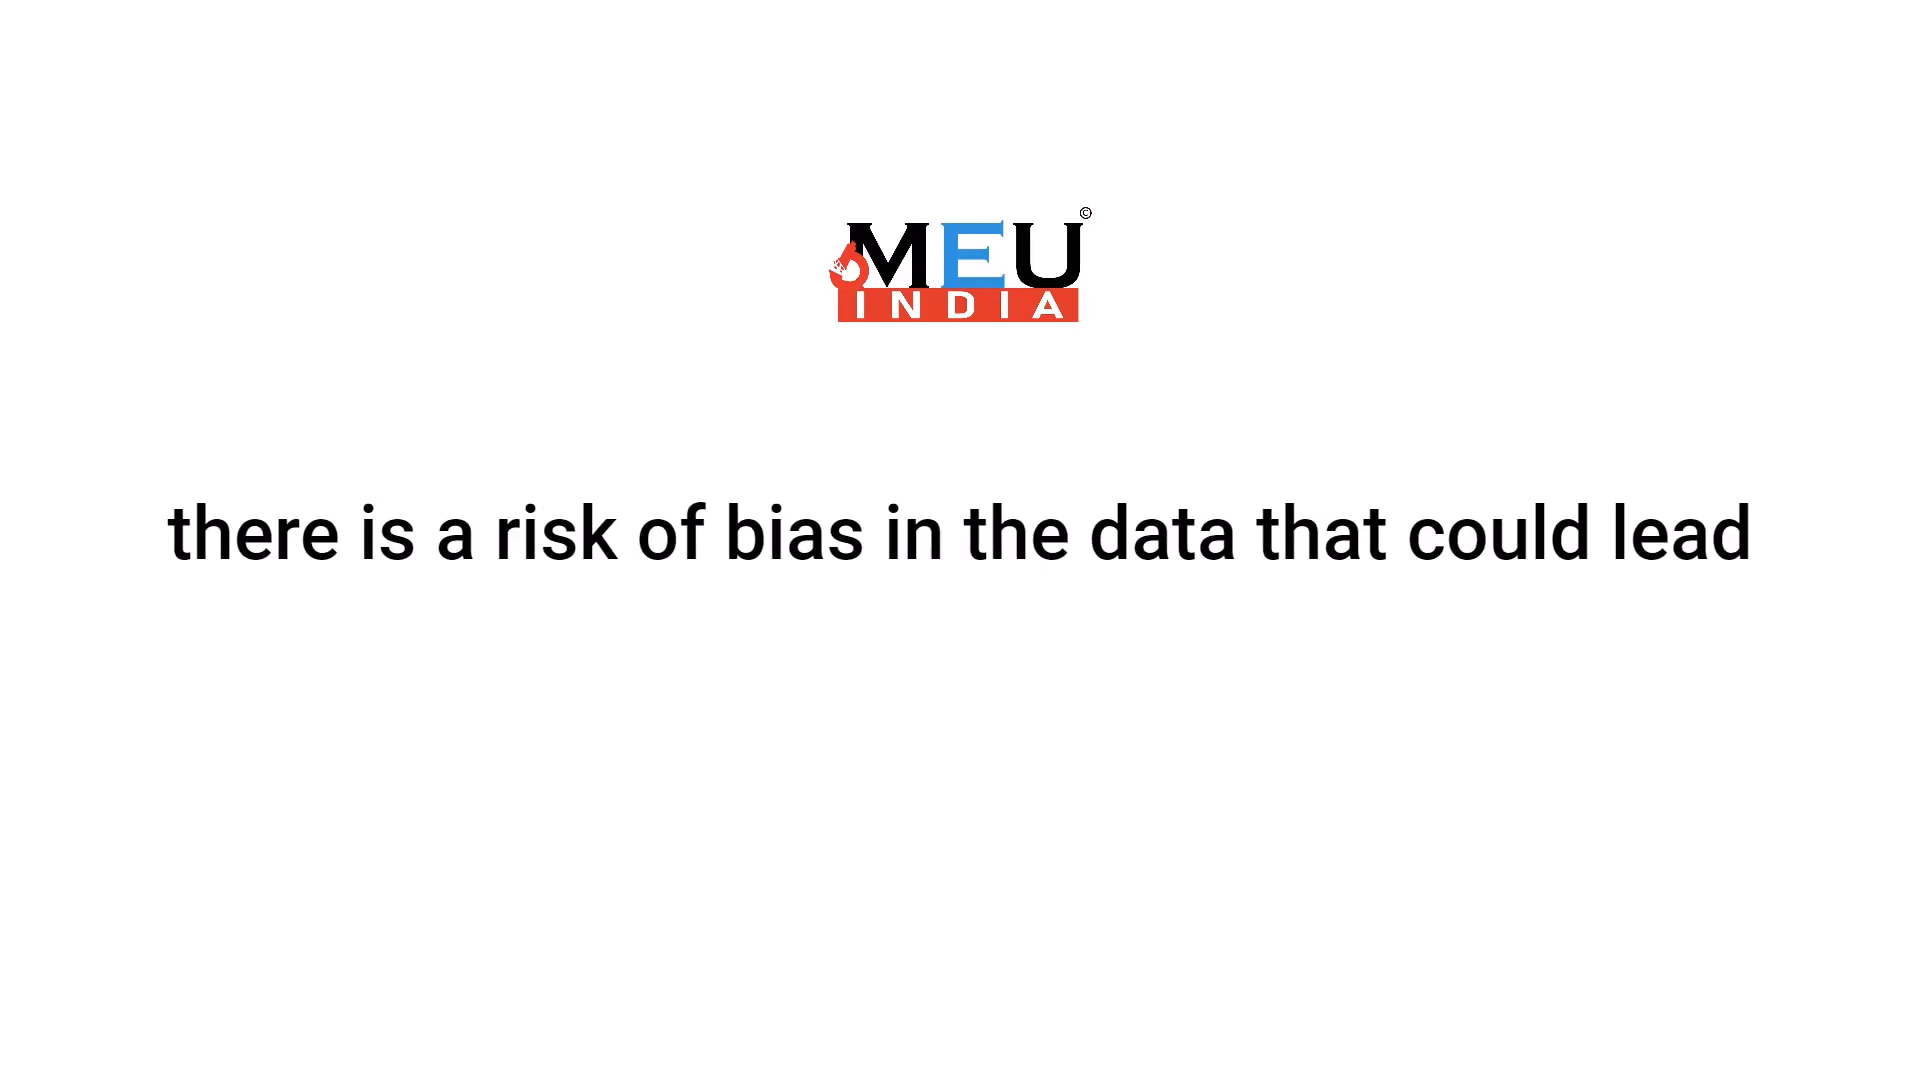 MEU
©
INDIA
there is a risk of bias in the data that could lead